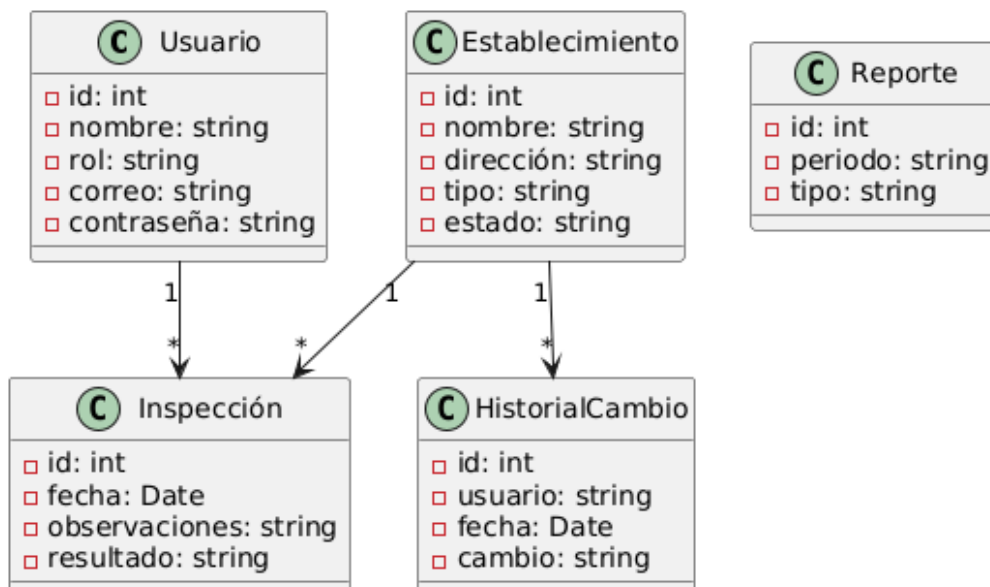 C Usuario
id: int
nombre: string
rol: string
correo: string
contraseña: string
C Establecimiento
id: int
nombre: string
dirección: string
tipo: string
estado: string
C Reporte
id: int
periodo: string
tipo: string
1
1
1
*
*
*
C Inspección
id: int
fecha: Date
observaciones: string
resultado: string
C HistorialCambio
id: int
usuario: string
fecha: Date
cambio: string